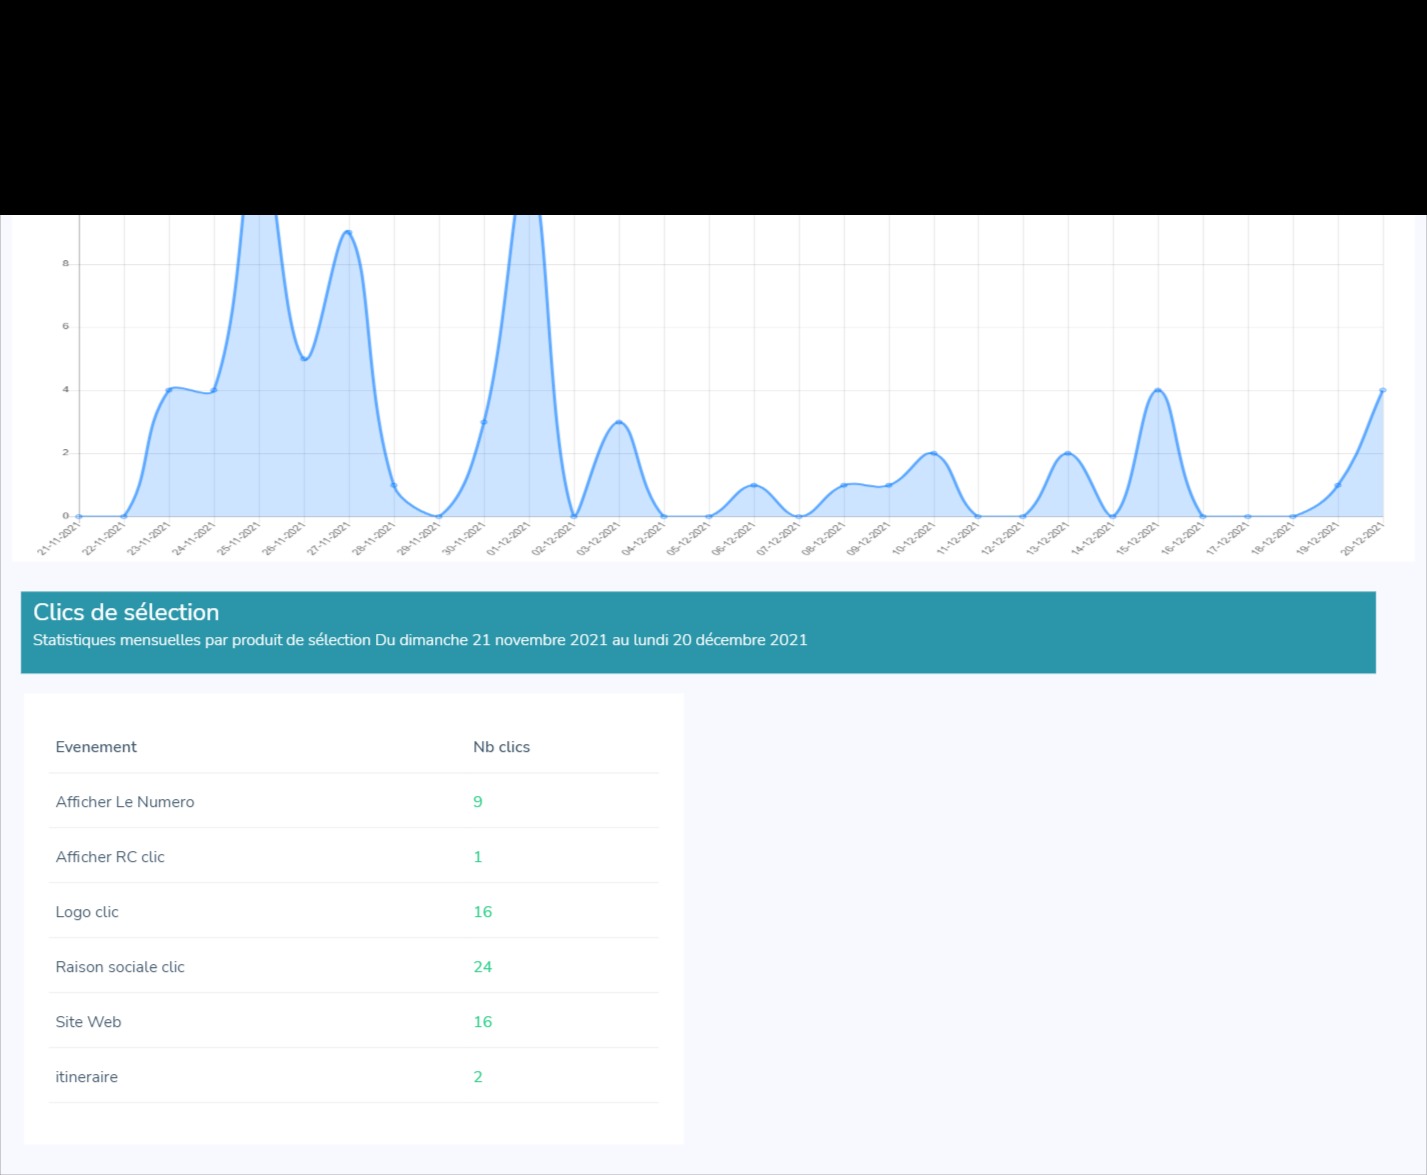 8
6
4
2
0
21-11-2021 22-11-2021 23-11-2021 24-11-2021 25-11-2021 26-11-2021 27-11-2021 28-11-2021 29-11-2021 30-11-2021 01-12-2021 02-12-2021 03-12-2021 04-12-2021 05-12-2021 06-12-2021 07-12-2021 08-12-2021 09-12-2021 10-12-2021 11-12-2021 12-12-2021 13-12-2021 14-12-2021 15-12-2021 16-12-2021 17-12-2021 18-12-2021 19-12-2021 20-12-2021
Clics de sélection
Statistiques mensuelles par produit de sélection Du dimanche 21 novembre 2021 au lundi 20 décembre 2021
Evenement Nb clics
Afficher Le Numero 9
Afficher RC clic 1
Logo clic 16
Raison sociale clic 24
Site Web 16
itineraire 2